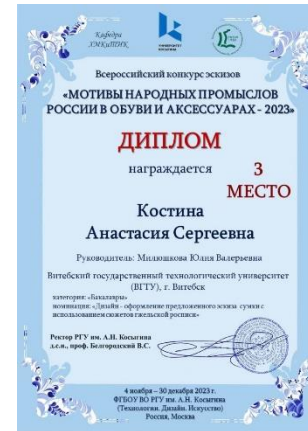 Кафедра
ХМКиТИК
УНИВЕРСИТЕТ
КОСЫГИНА
Всероссийский конкурс эскизов
«МОТИВЫ НАРОДНЫХ ПРОМЫСЛОВ
РОССИИ В ОБУВИ И АКСЕССУАРАХ - 2023»
ДИПЛОМ
награждается
3
МЕСТО
Костина
Анастасия Сергеевна
Руководитель: Милюшкова Юлия Валерьевна
Витебский государственный технологический университет
(ВГТУ), г. Витебск
категория: «Бакалавры»
номинация: «Дизайн - оформление предложенного эскиза сумки с
использованием сюжетов гжельской росписи»
Ректор РГУ им. А.Н. Косыгина
д.с.н., проф. Белгородский В.С.
4 ноября – 30 декабря 2023 г.
ФГБОУ ВО РГУ им. А.Н. Косыгина
(Технологии. Дизайн. Искусство)
Россия, Москва